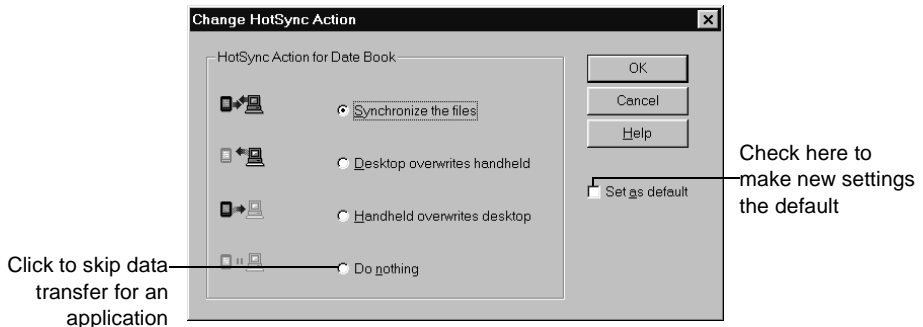 Change HotSync Action
HotSync Action for Date Book
Synchronize the files
Desktop overwrites handheld
Handheld overwrites desktop
Do nothing
OK
Cancel
Help
Set as default
Check here to
make new settings
the default
Click to skip data
transfer for an
application